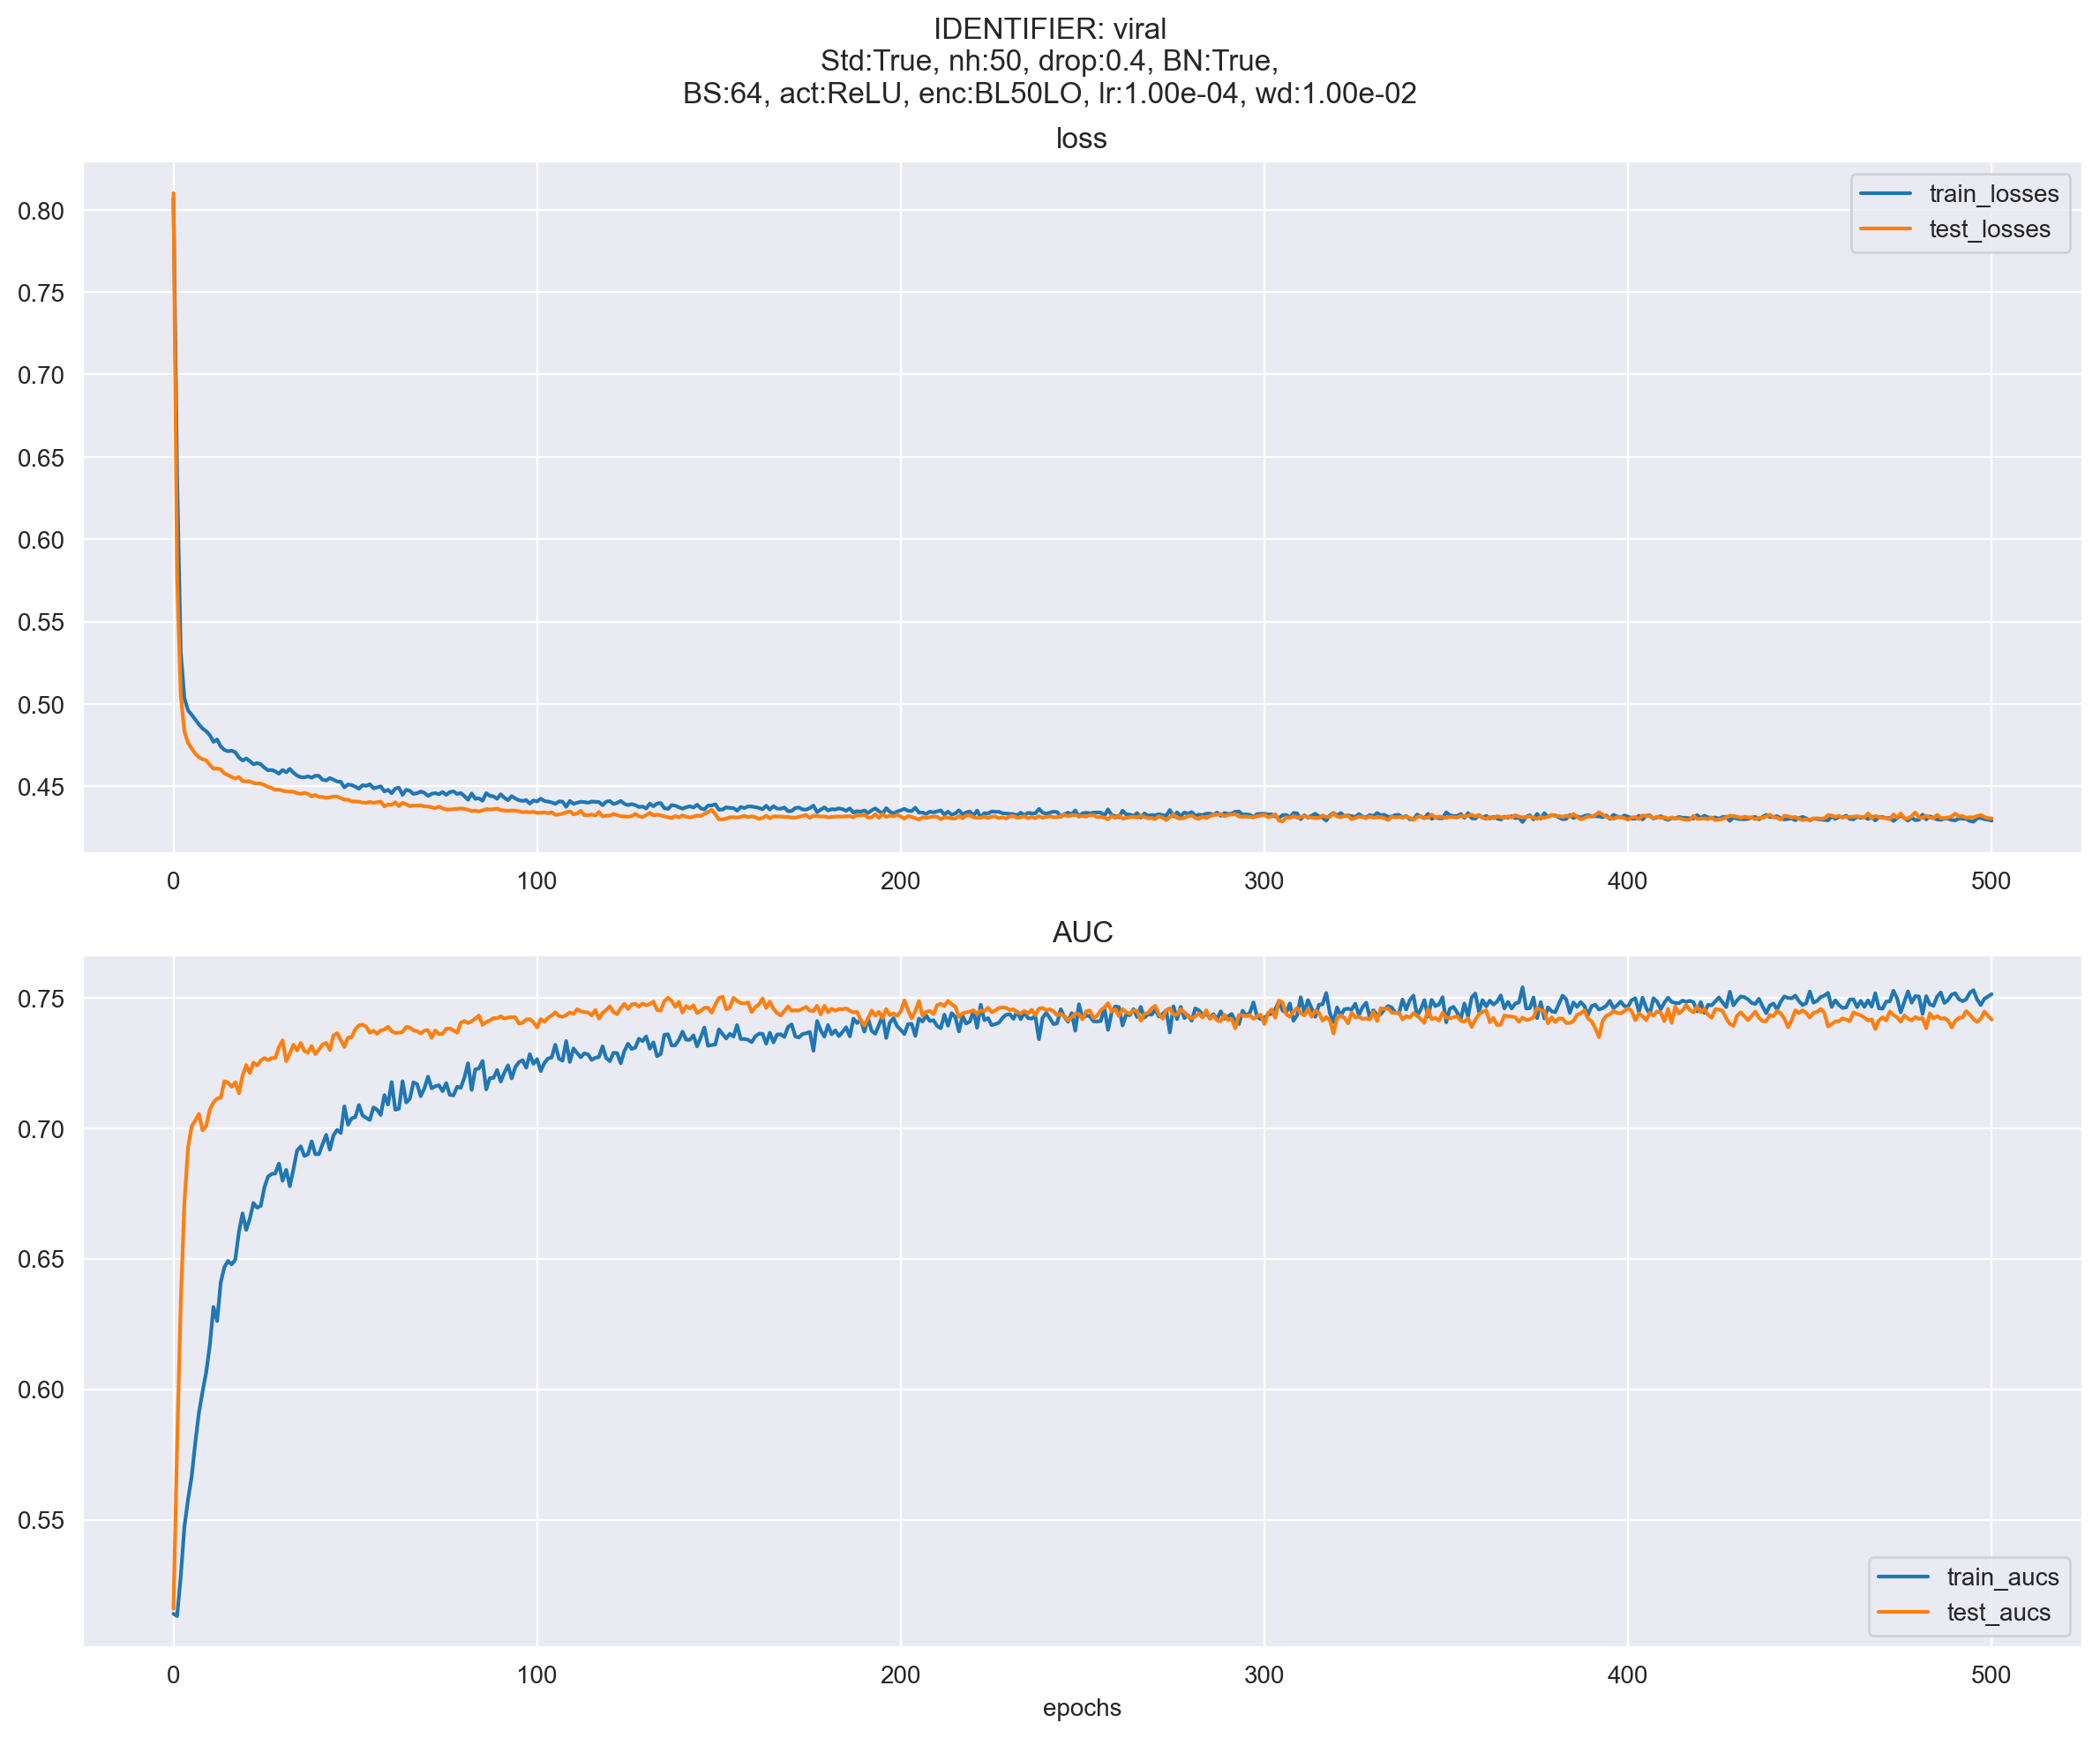 IDENTIFIER: viral
Std:True, nh:50, drop:0.4, BN:True,
BS:64, act:ReLU, enc:BL50LO, lr:1.00e-04, wd:1.00e-02
loss
train_losses
test_losses
0.80
0.75
0.70
0.65
0.60
0.55
0.50
0.45
0 100 200 300 400 500
AUC
0.75
0.70
0.65
0.60
0.55
train_aucs
test_aucs
0 100 200 300 400 500
epochs